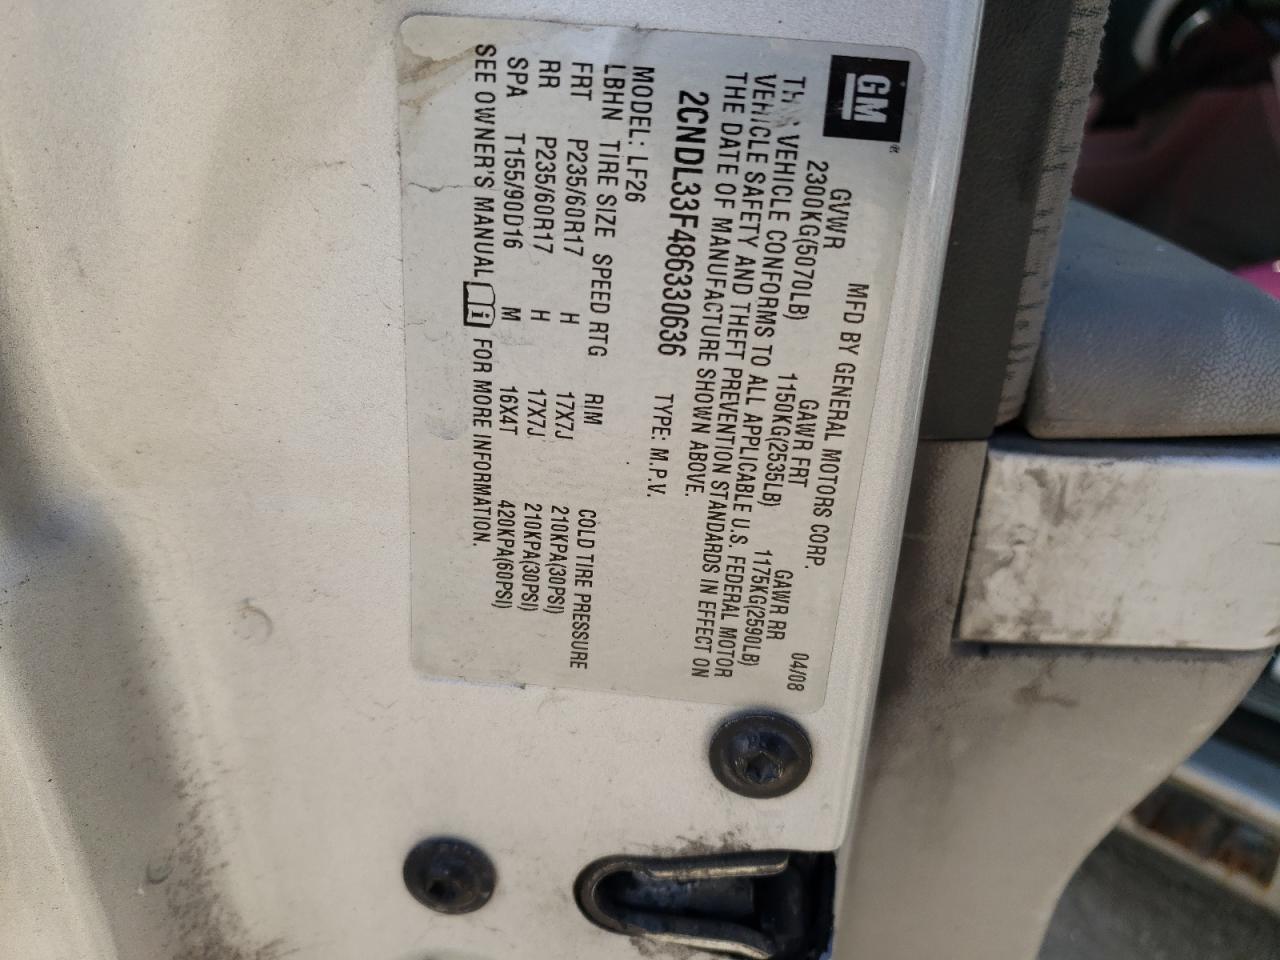 GM
MFD BY GENERAL MOTORS CORP. 04/08
GVWR GAWR FRT GAWR RR
2300KG(5070LB) 1150KG(2535LB) 1175KG(2590LB)
THIS VEHICLE CONFORMS TO ALL APPLICABLE U.S. FEDERAL MOTOR
VEHICLE SAFETY AND THEFT PREVENTION STANDARDS IN EFFECT ON
THE DATE OF MANUFACTURE SHOWN ABOVE.
2CNDL33F486330636 TYPE: M.P.V.
MODEL: LF26
LBHN TIRE SIZE SPEED RTG RIM COLD TIRE PRESSURE
FRT P235/60R17 H 17X7J 210KPA(30PSI)
RR P235/60R17 H 17X7J 210KPA(30PSI)
SPA T155/90D16 M 16X4T 420KPA(60PSI)
SEE OWNER'S MANUAL i FOR MORE INFORMATION.